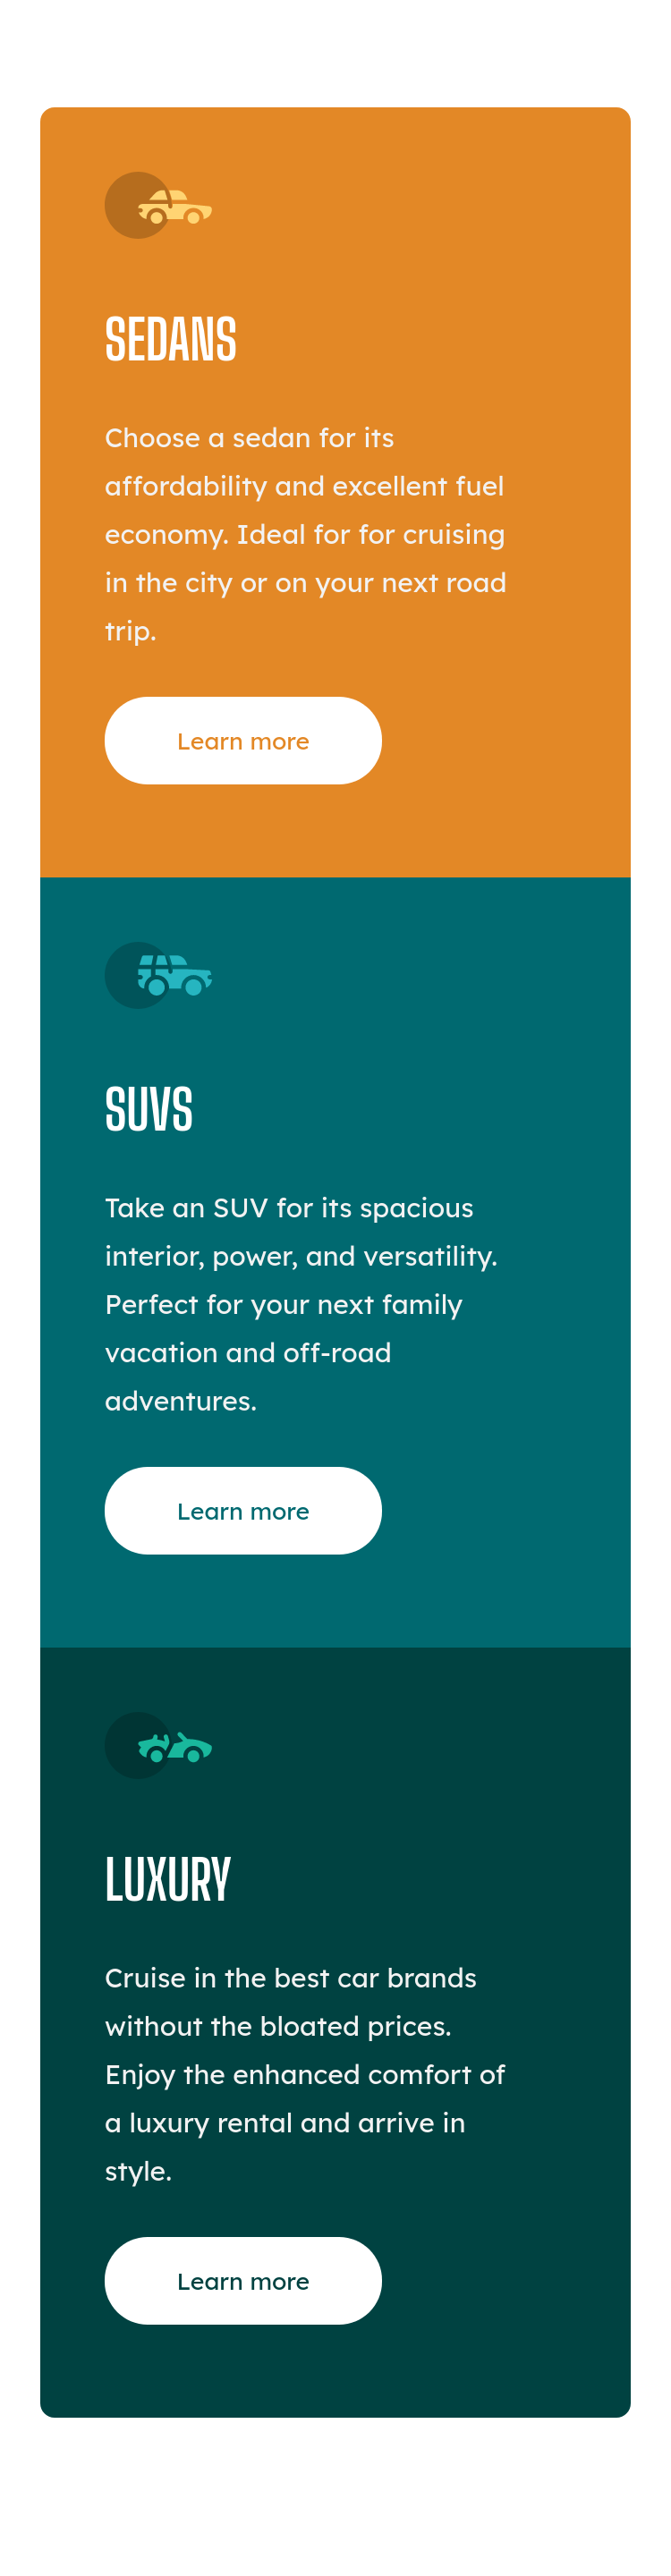 SEDANS
Choose a sedan for its
affordability and excellent fuel
economy. Ideal for for cruising
in the city or on your next road
trip.
Learn more
SUVS
Take an SUV for its spacious
interior, power, and versatility.
Perfect for your next family
vacation and off-road
adventures.
Learn more
LUXURY
Cruise in the best car brands
without the bloated prices.
Enjoy the enhanced comfort of
a luxury rental and arrive in
style.
Learn more